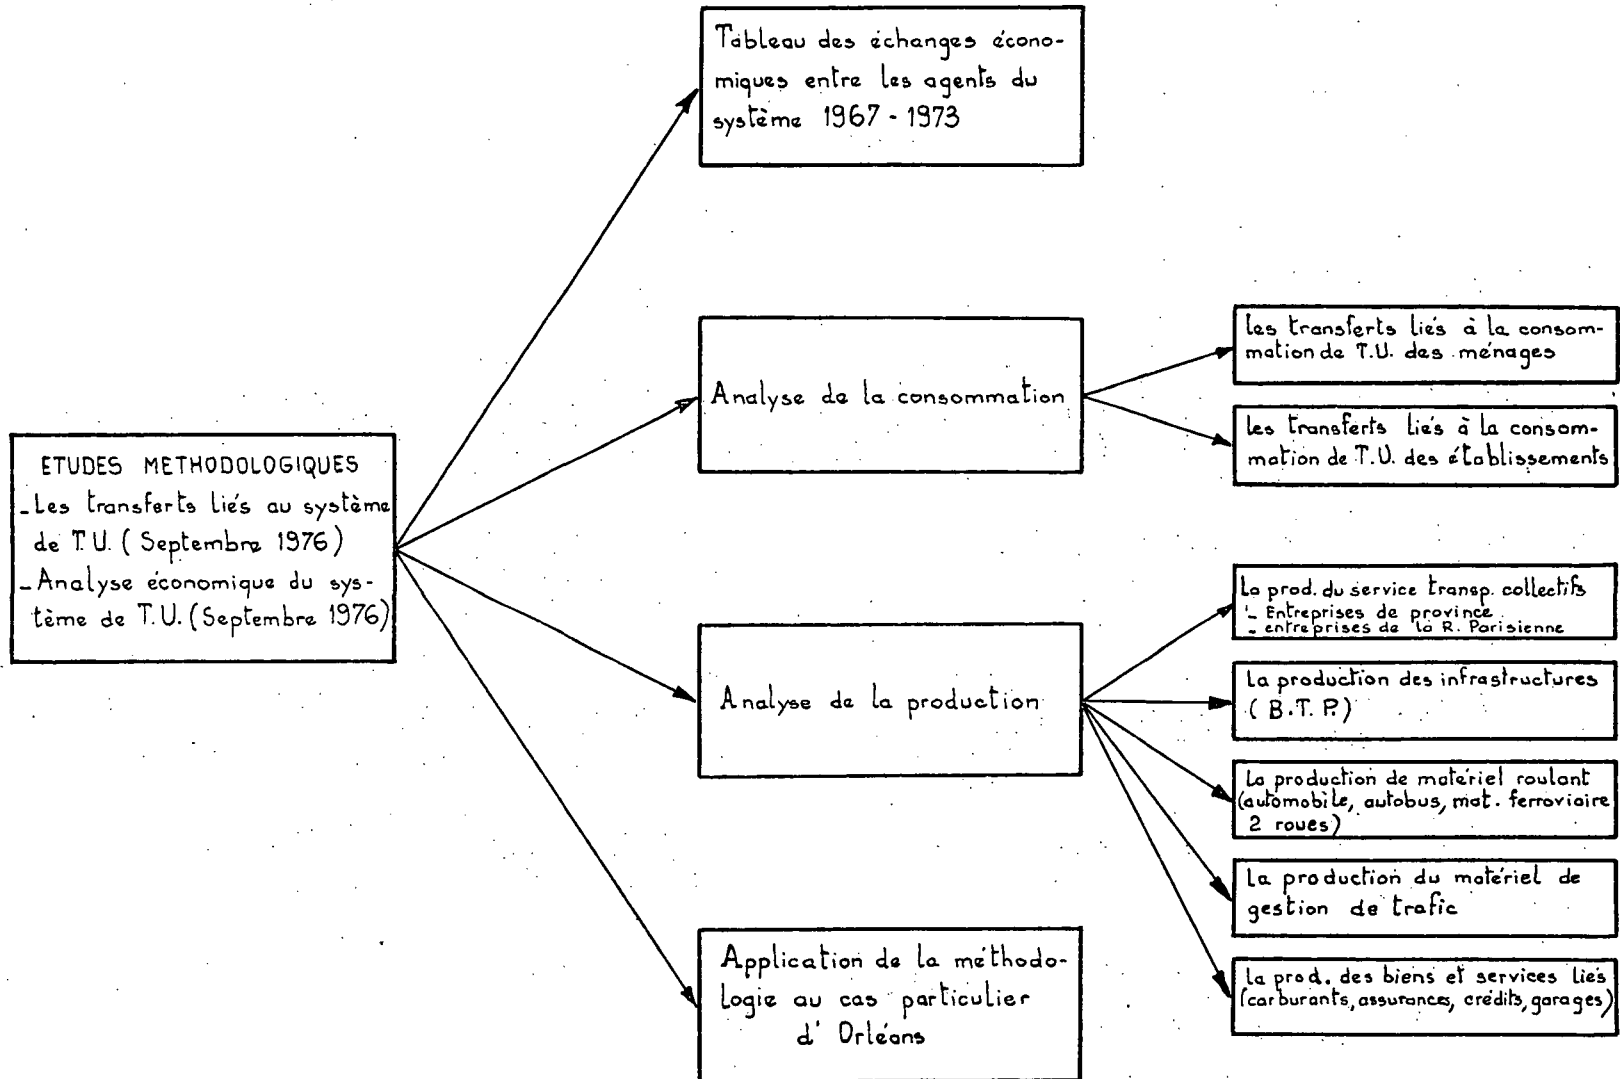 Tableau des échanges écono-
miques entre les agents du
système 1967 - 1973
Analyse de la consommation
les transferts liés à la consom-
mation de T.U. des ménages
les transferts liés à la consom-
mation de T.U. des établissements
ETUDES METHODOLOGIQUES
- Les transferts liés au système
de T.U. ( Septembre 1976)
- Analyse économique du sys-
tème de T.U. (Septembre 1976)
Analyse de la production
La prod. du service transp. collectifs
- Entreprises de province
- entreprises de la R. Parisienne
La production des infrastructures
( B.T.P.)
La production de matériel roulant
(automobile, autobus, mat. ferroviaire
2 roues)
La production du matériel de
gestion de trafic
La prod. des biens et services liés
(carburants, assurances, crédits, garages)
Application de la méthodo-
logie au cas particulier
d' Orléans